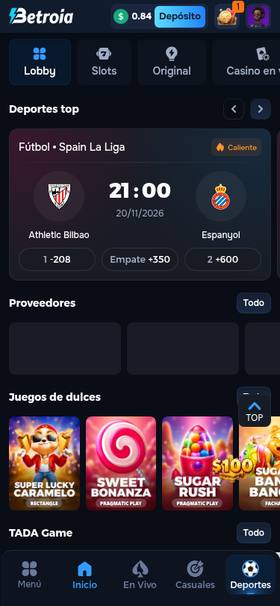 Betroia
$ 0.84 Depósito
1
Lobby
Slots
Original
Casino en
Deportes top
Fútbol • Spain La Liga
Caliente
21:00
20/11/2026
Athletic Bilbao
Espanyol
1 -208
Empate +350
2 +600
Proveedores
Todo
Juegos de dulces
TOP
SUPER LUCKY
CARAMELO
RECTANGLE
SWEET
BONANZA
PRAGMATIC PLAY
SUGAR
RUSH
PRAGMATIC PLAY
$100
TADA Game
Todo
Menú
Inicio
En Vivo
Casuales
Deportes